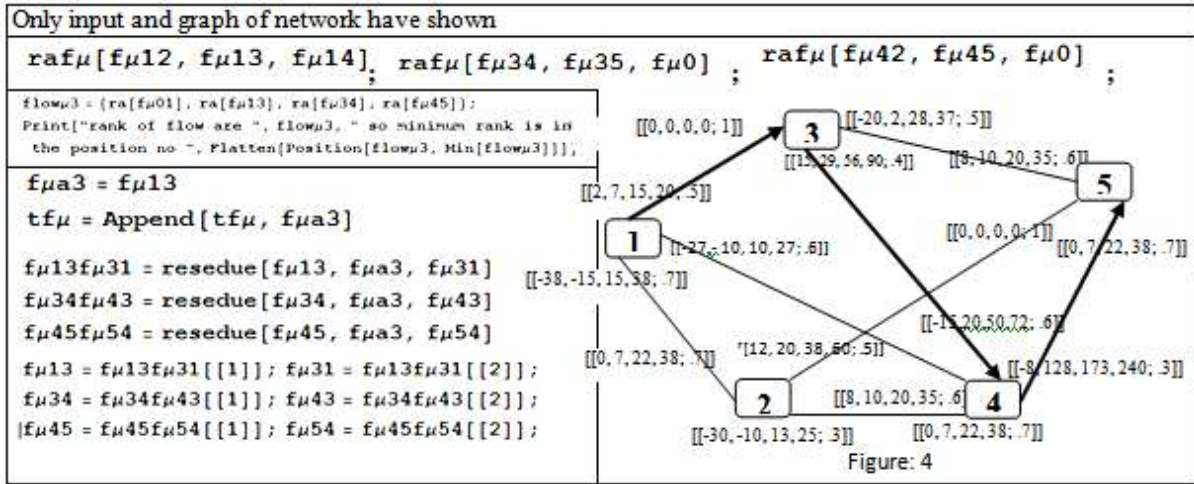 Only input and graph of network have shown
rafμ[fμ12, fμ13, fμ14]; rafμ[fμ34, fμ35, fμ0] ; rafμ[fμ42, fμ45, fμ0] ;
flowμ3 = {ra[fμ01], ra[fμ13], ra[fμ34], ra[fμ45]};
Print["rank of flow are ", flowμ3, " so minimum rank is in
the position no ", Flatten[Position[flowμ3, Min[flowμ3]]],
fμa3 = fμ13
tfμ = Append[tfμ, fμa3]
fμ13fμ31 = resedue[fμ13, fμa3, fμ31]
fμ34fμ43 = resedue[fμ34, fμa3, fμ43]
fμ45fμ54 = resedue[fμ45, fμa3, fμ54]
fμ13 = fμ13fμ31[[1]]; fμ31 = fμ13fμ31[[2]];
fμ34 = fμ34fμ43[[1]]; fμ43 = fμ34fμ43[[2]];
fμ45 = fμ45fμ54[[1]]; fμ54 = fμ45fμ54[[2]];
[[0, 0, 0, 0; 1]]
3
[[-20, 2, 28, 37; .5]]
[[15, 29, 56, 90; .4]]
[[8, 10, 20, 35; .6]]
5
[[2, 7, 15, 20; .5]]
1
[[-27, -10, 10, 27; .6]]
[[0, 0, 0, 0; 1]]
[[0, 7, 22, 38; .7]]
[[-38, -15, 15, 38; .7]]
[[-15, 20, 50, 72; .6]]
[[0, 7, 22, 38; .7]]
[[12, 20, 38, 60; .5]]
[[-8, 128, 173, 240; .3]]
2
[[8, 10, 20, 35; .6]
4
[[-30, -10, 13, 25; .3]]
[[0, 7, 22, 38; .7]]
Figure: 4